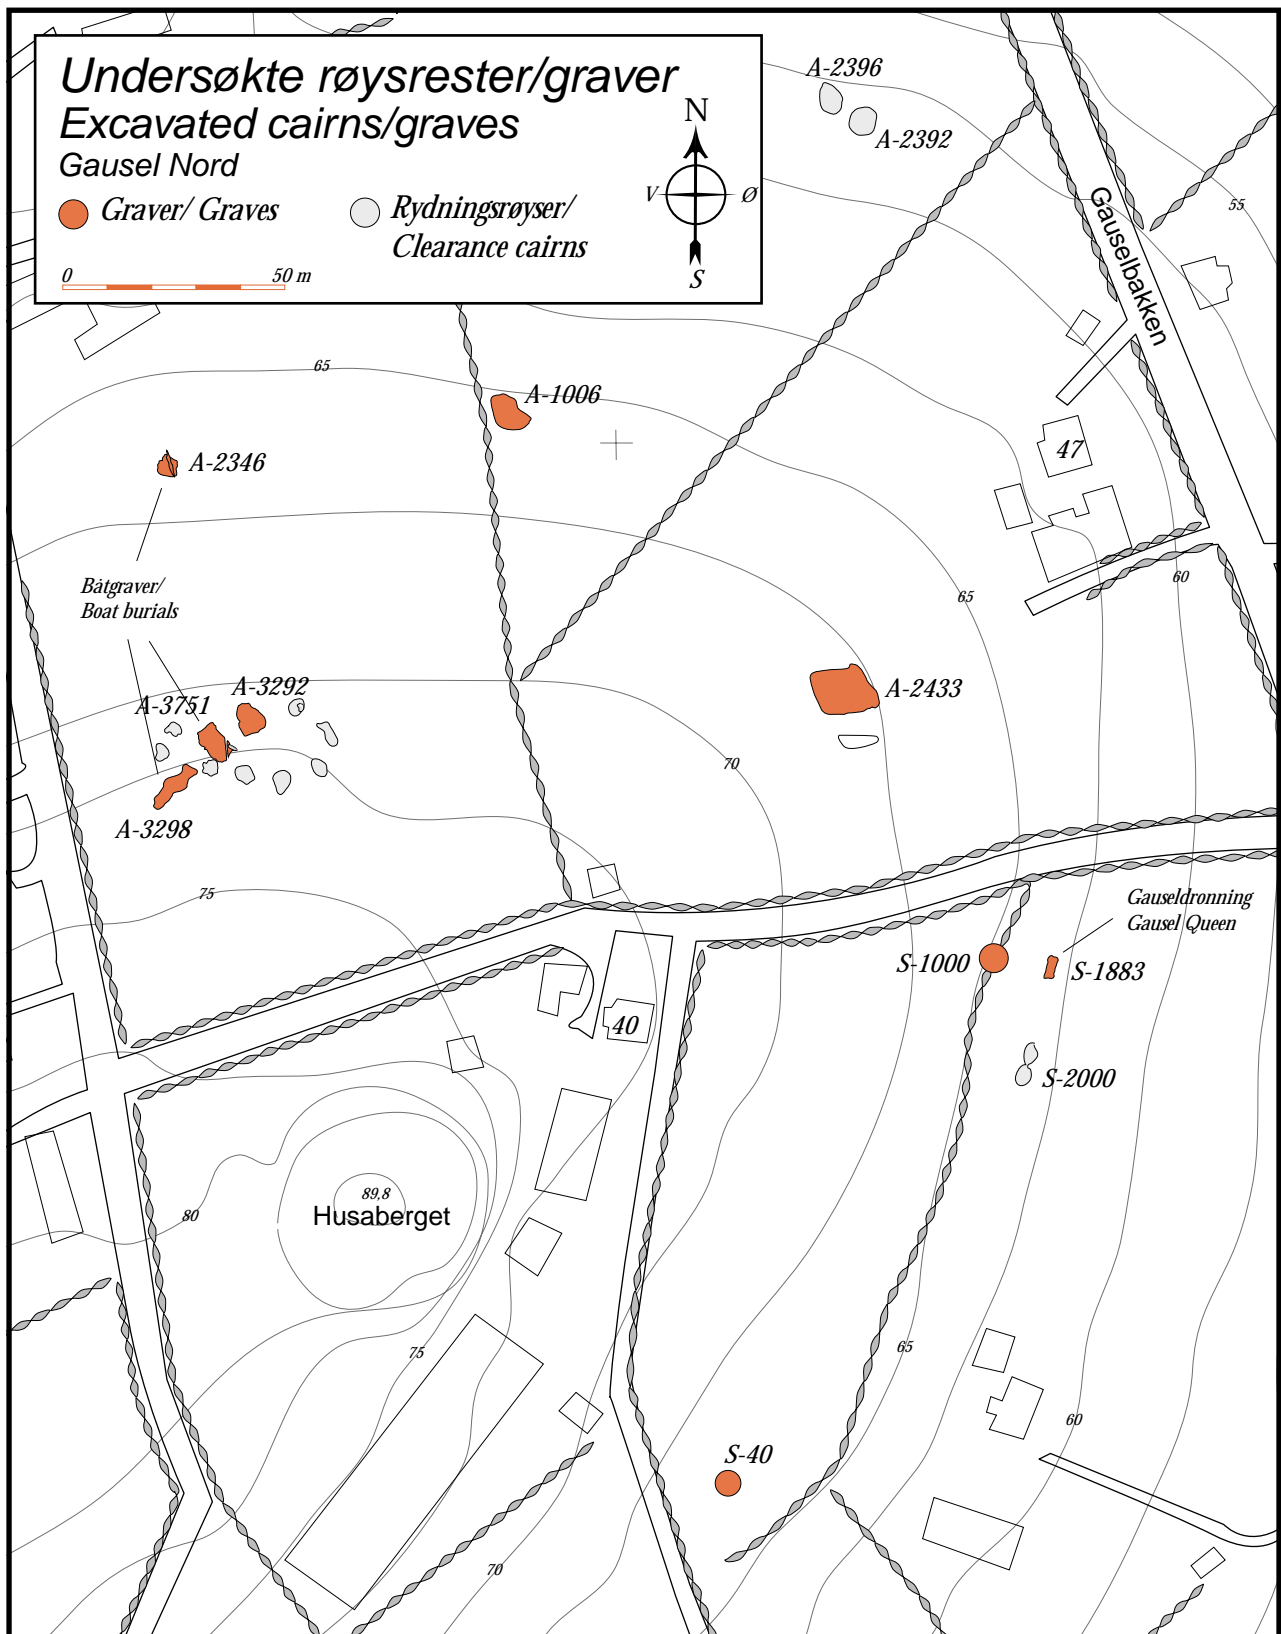 Undersøkte røysrester/graver
Excavated cairns/graves
Gausel Nord
Graver/ Graves
Rydningsrøyser/
Clearance cairns
0 50 m
N
V Ø
S
A-2396
A-2392
55
Gauselbakken
65
A-1006
A-2346
47
Båtgraver/
Boat burials
60
65
A-3292
A-3751
A-2433
70
A-3298
75
Gauseldronning
Gausel Queen
S-1000
S-1883
40
S-2000
89,8
Husaberget
80
75
65
60
S-40
70